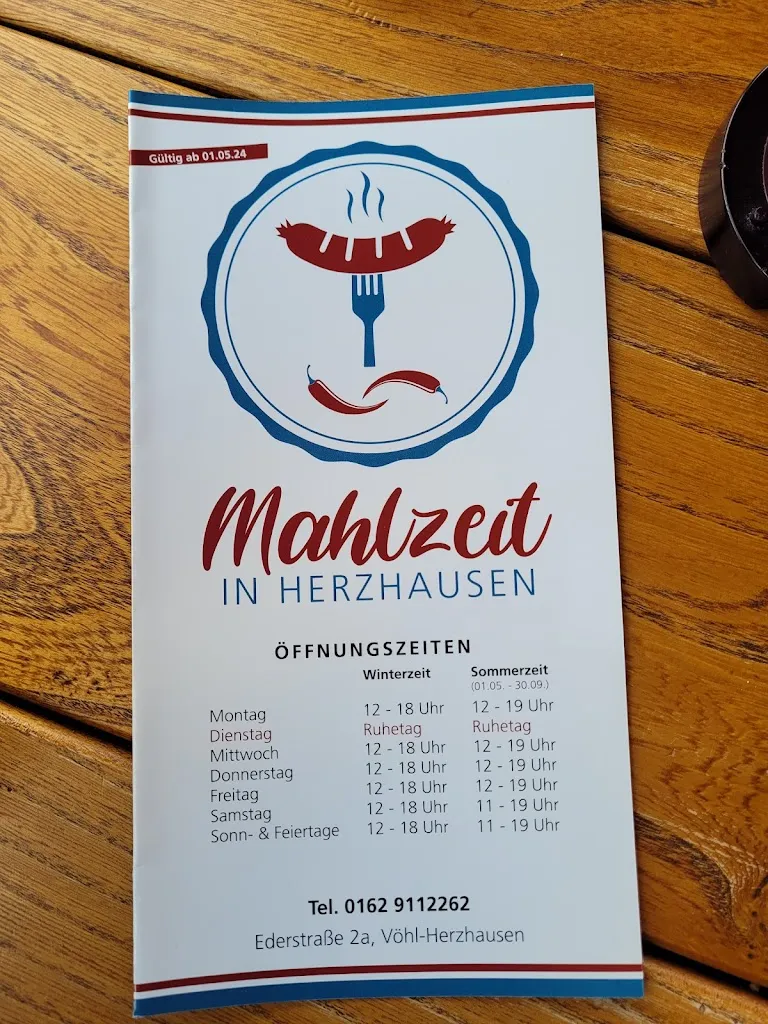 Gültig ab 01.05.24
Mahlzeit
IN HERZHAUSEN
ÖFFNUNGSZEITEN
Winterzeit Sommerzeit
(01.05. - 30.09.)
Montag 12 - 18 Uhr 12 - 19 Uhr
Dienstag Ruhetag Ruhetag
Mittwoch 12 - 18 Uhr 12 - 19 Uhr
Donnerstag 12 - 18 Uhr 12 - 19 Uhr
Freitag 12 - 18 Uhr 12 - 19 Uhr
Samstag 12 - 18 Uhr 11 - 19 Uhr
Sonn- & Feiertage 12 - 18 Uhr 11 - 19 Uhr
Tel. 0162 9112262
Ederstraße 2a, Vöhl-Herzhausen